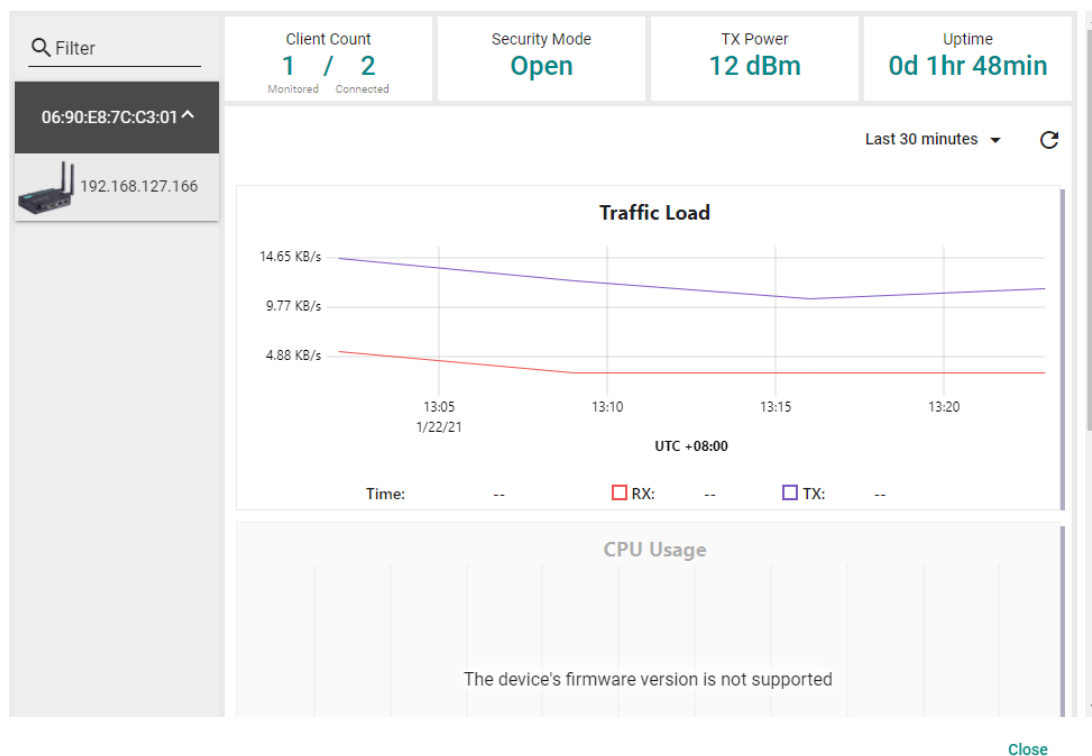 Filter
06:90:E8:7C:C3:01
192.168.127.166
Client Count
1 / 2
Monitored Connected
Security Mode
Open
TX Power
12 dBm
Uptime
0d 1hr 48min
Last 30 minutes
Traffic Load
14.65 KB/s
9.77 KB/s
4.88 KB/s
13:05 13:10 13:15 13:20
1/22/21
UTC +08:00
Time: -- RX: -- TX: --
CPU Usage
The device's firmware version is not supported
Close